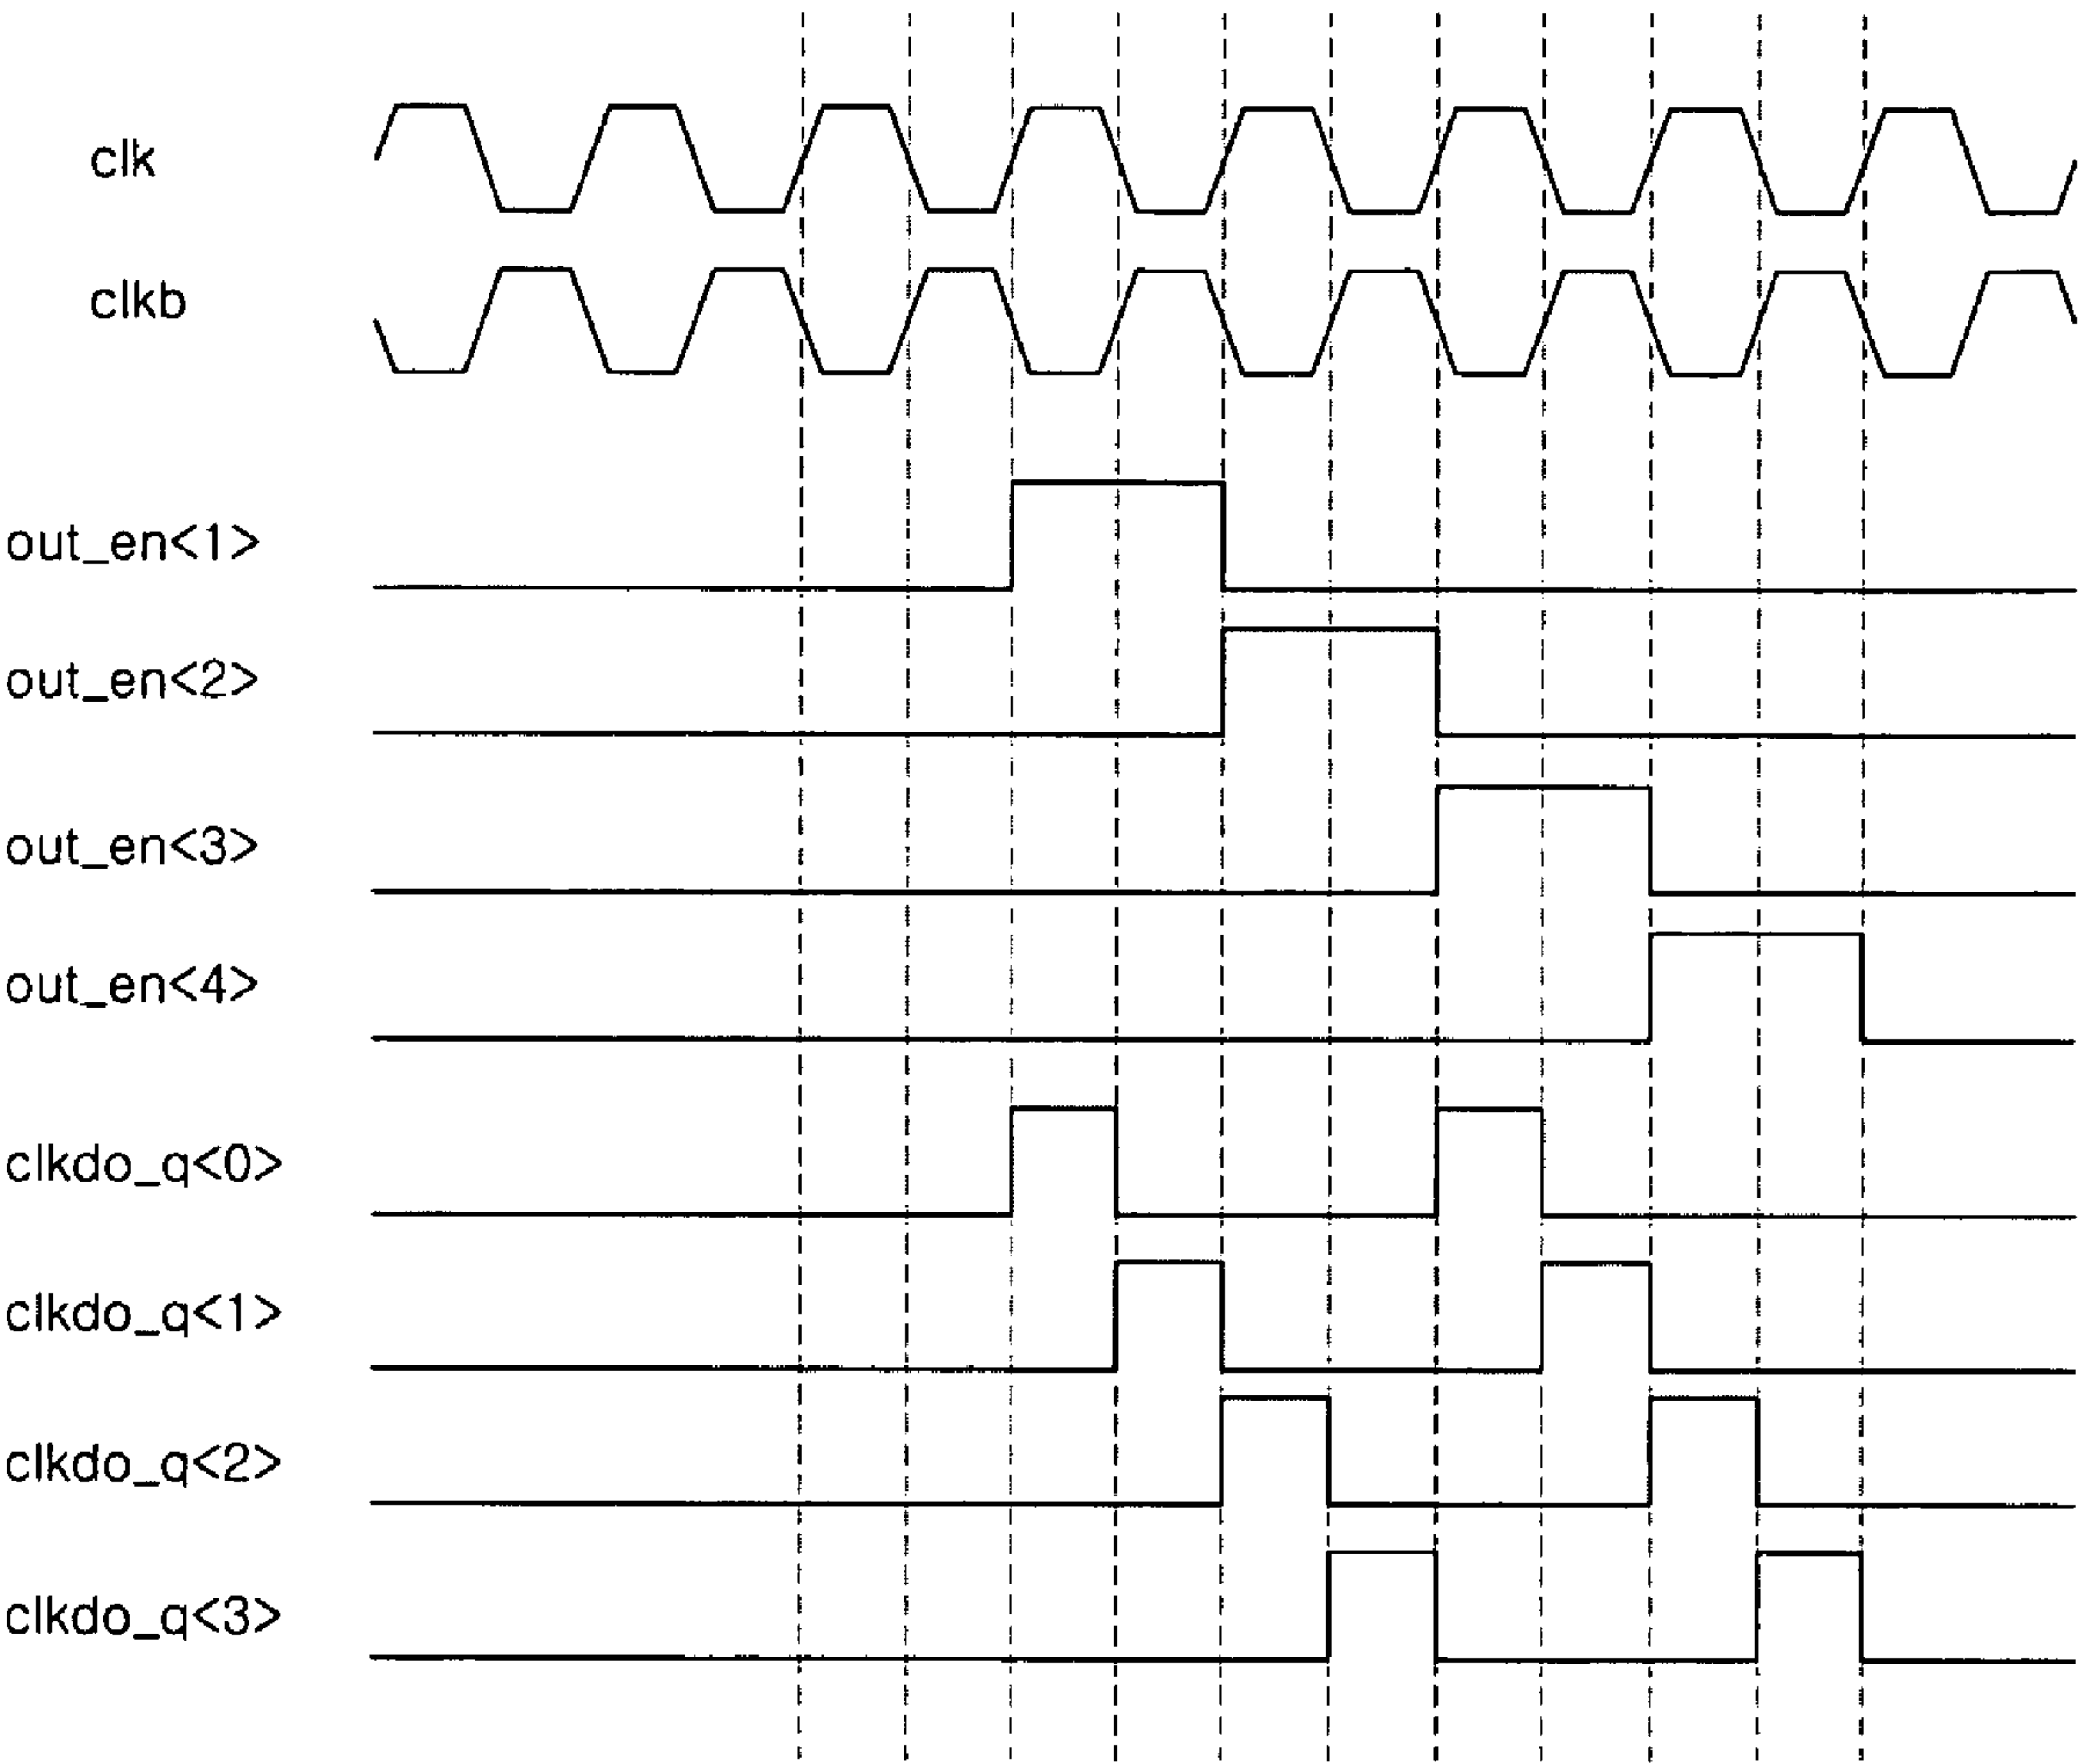 clk
clkb
out_en<1>
out_en<2>
out_en<3>
out_en<4>
clkdo_q<0>
clkdo_q<1>
clkdo_q<2>
clkdo_q<3>